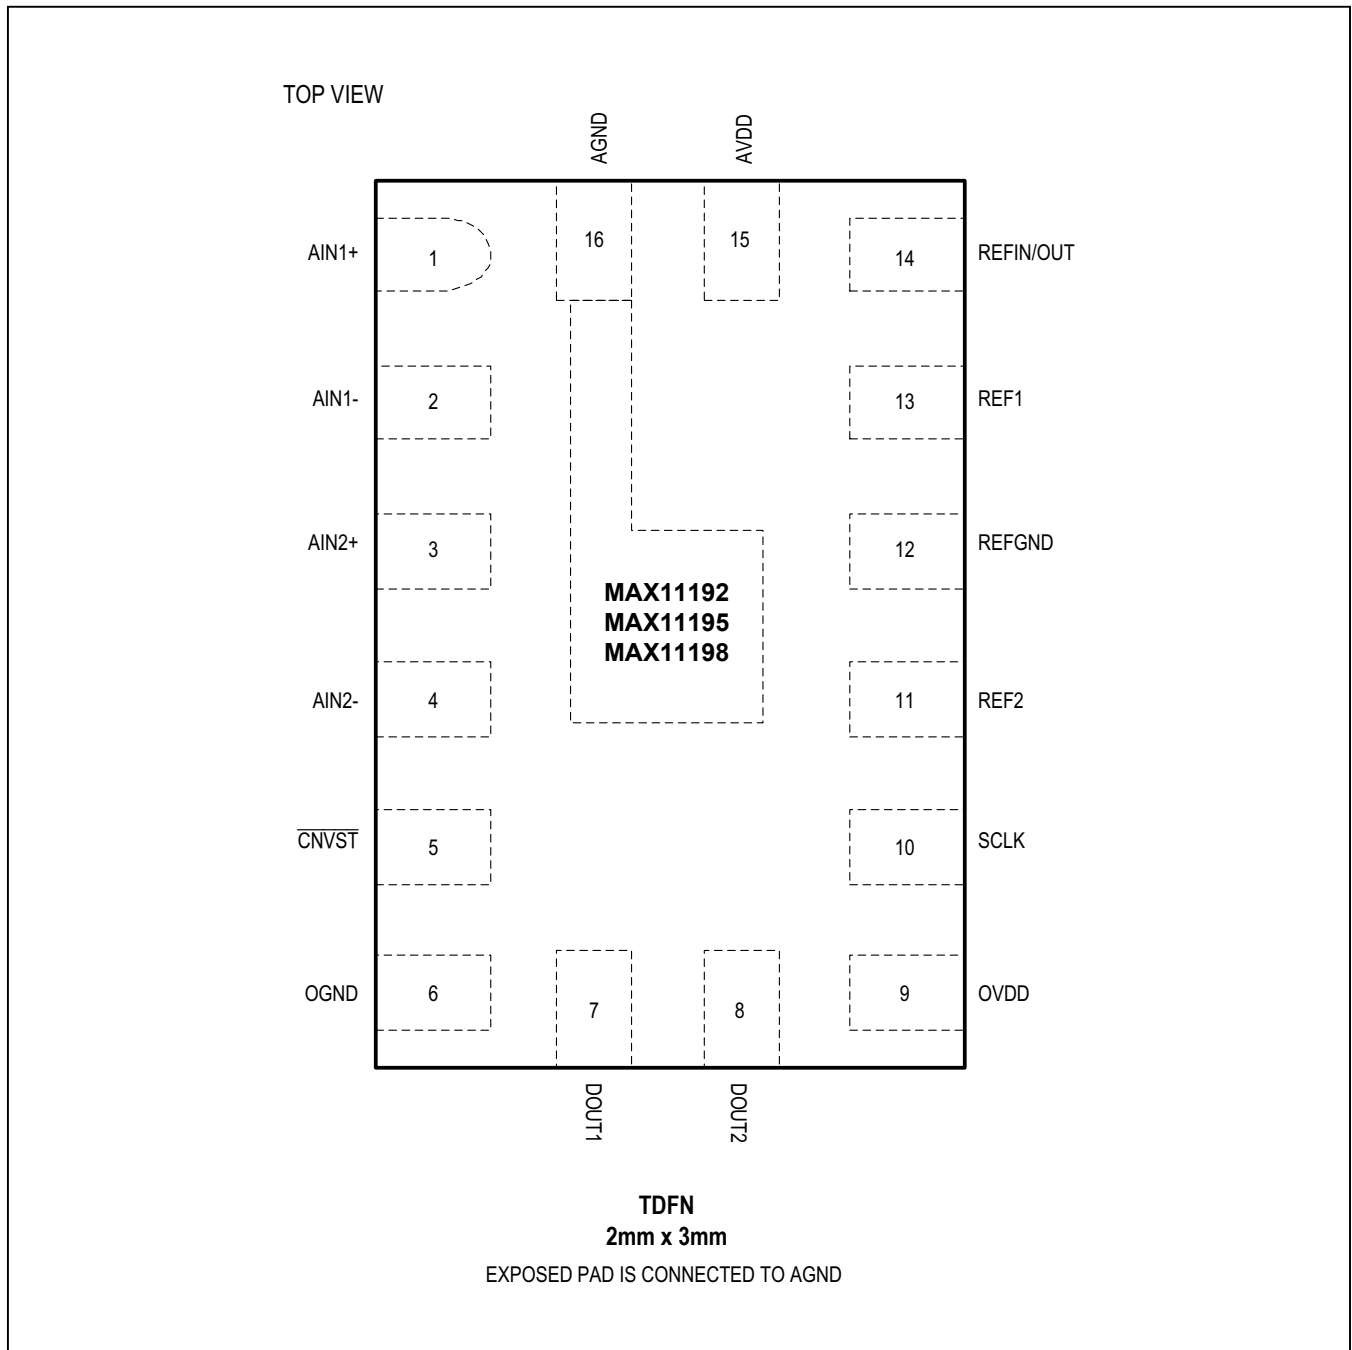 TOP VIEW
AGND
AVDD
AIN1+
1
16
15
14
REFIN/OUT
AIN1-
2
13
REF1
AIN2+
3
12
REFGND
MAX11192
MAX11195
MAX11198
AIN2-
4
11
REF2
CNVST
5
10
SCLK
OGND
6
7
8
9
OVDD
DOUT1
DOUT2
TDFN
2mm x 3mm
EXPOSED PAD IS CONNECTED TO AGND